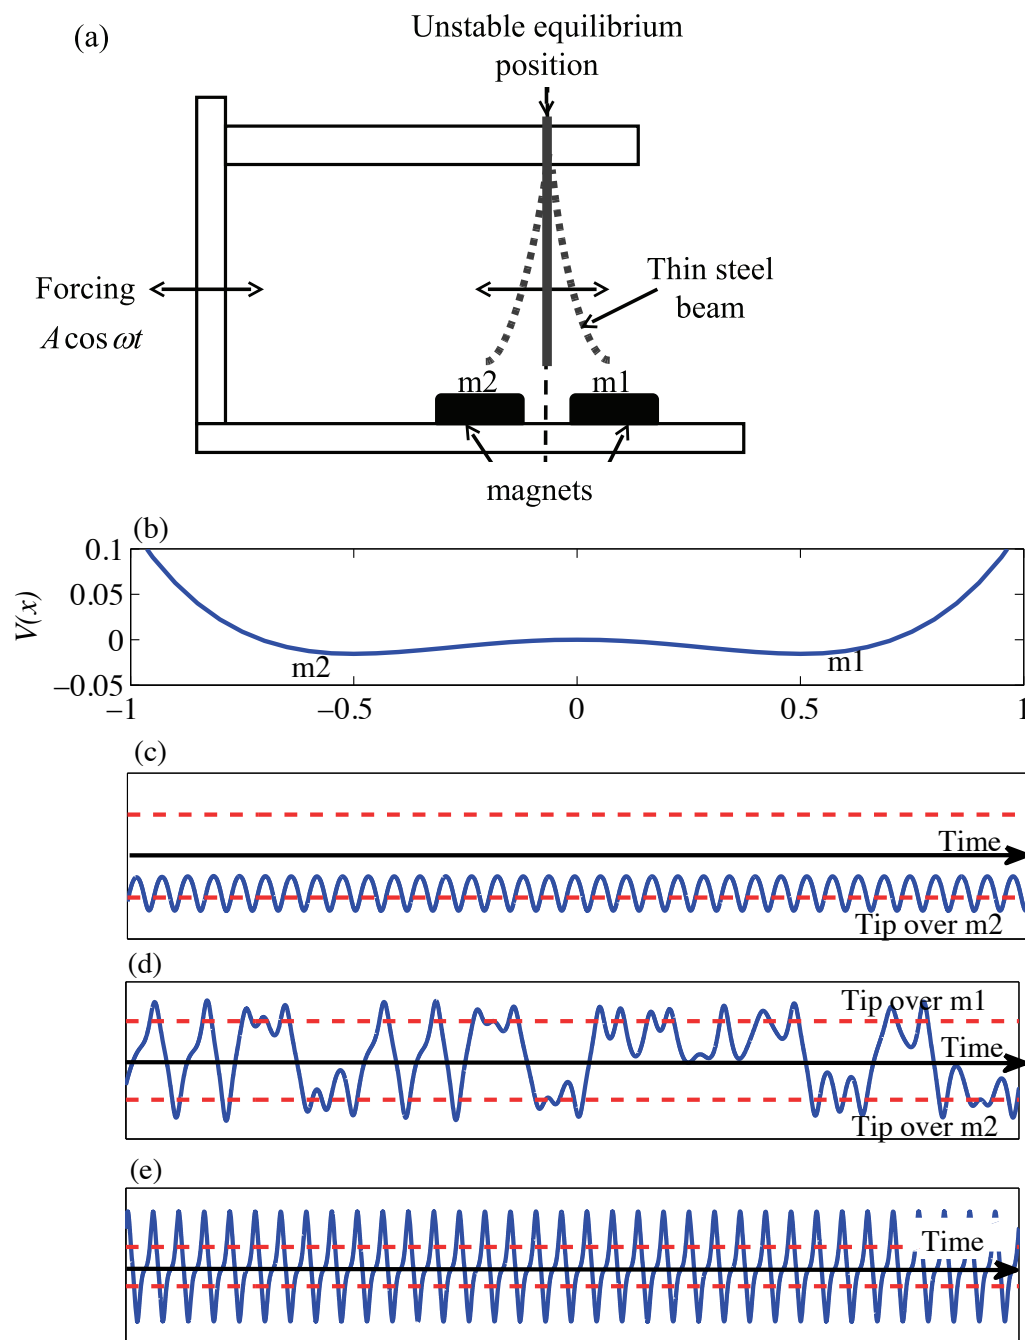 (a)
Unstable equilibrium
position
Forcing
A cos ωt
Thin steel
beam
m2
m1
magnets
(b)
V(x)
0.1
0.05
0
−0.05
m2
m1
−1
−0.5
0
0.5
1
(c)
Time
Tip over m2
(d)
Tip over m1
Time
Tip over m2
(e)
Time